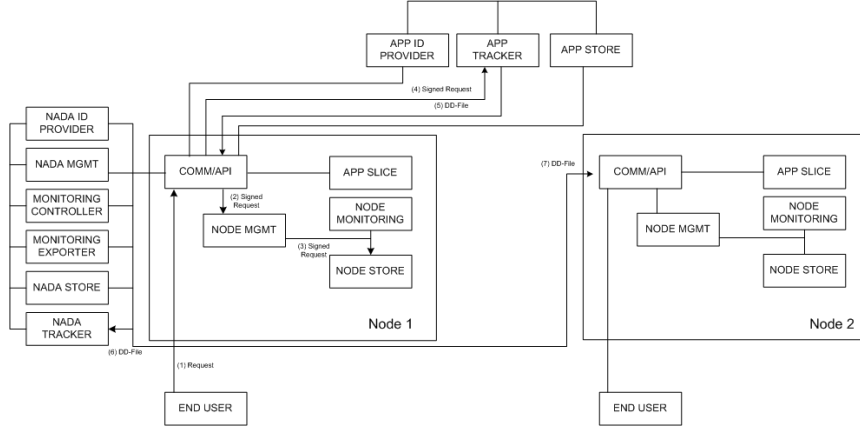 APP ID
PROVIDER
APP
TRACKER
APP STORE
(4) Signed Request
(5) DD-File
NADA ID
PROVIDER
NADA MGMT
MONITORING
CONTROLLER
MONITORING
EXPORTER
NADA STORE
NADA
TRACKER
(6) DD-File
COMM/API
APP SLICE
(2) Signed
Request
NODE
MONITORING
NODE MGMT
(3) Signed
Request
NODE STORE
Node 1
(1) Request
END USER
(7) DD-File
COMM/API
APP SLICE
NODE
MONITORING
NODE MGMT
NODE STORE
Node 2
END USER